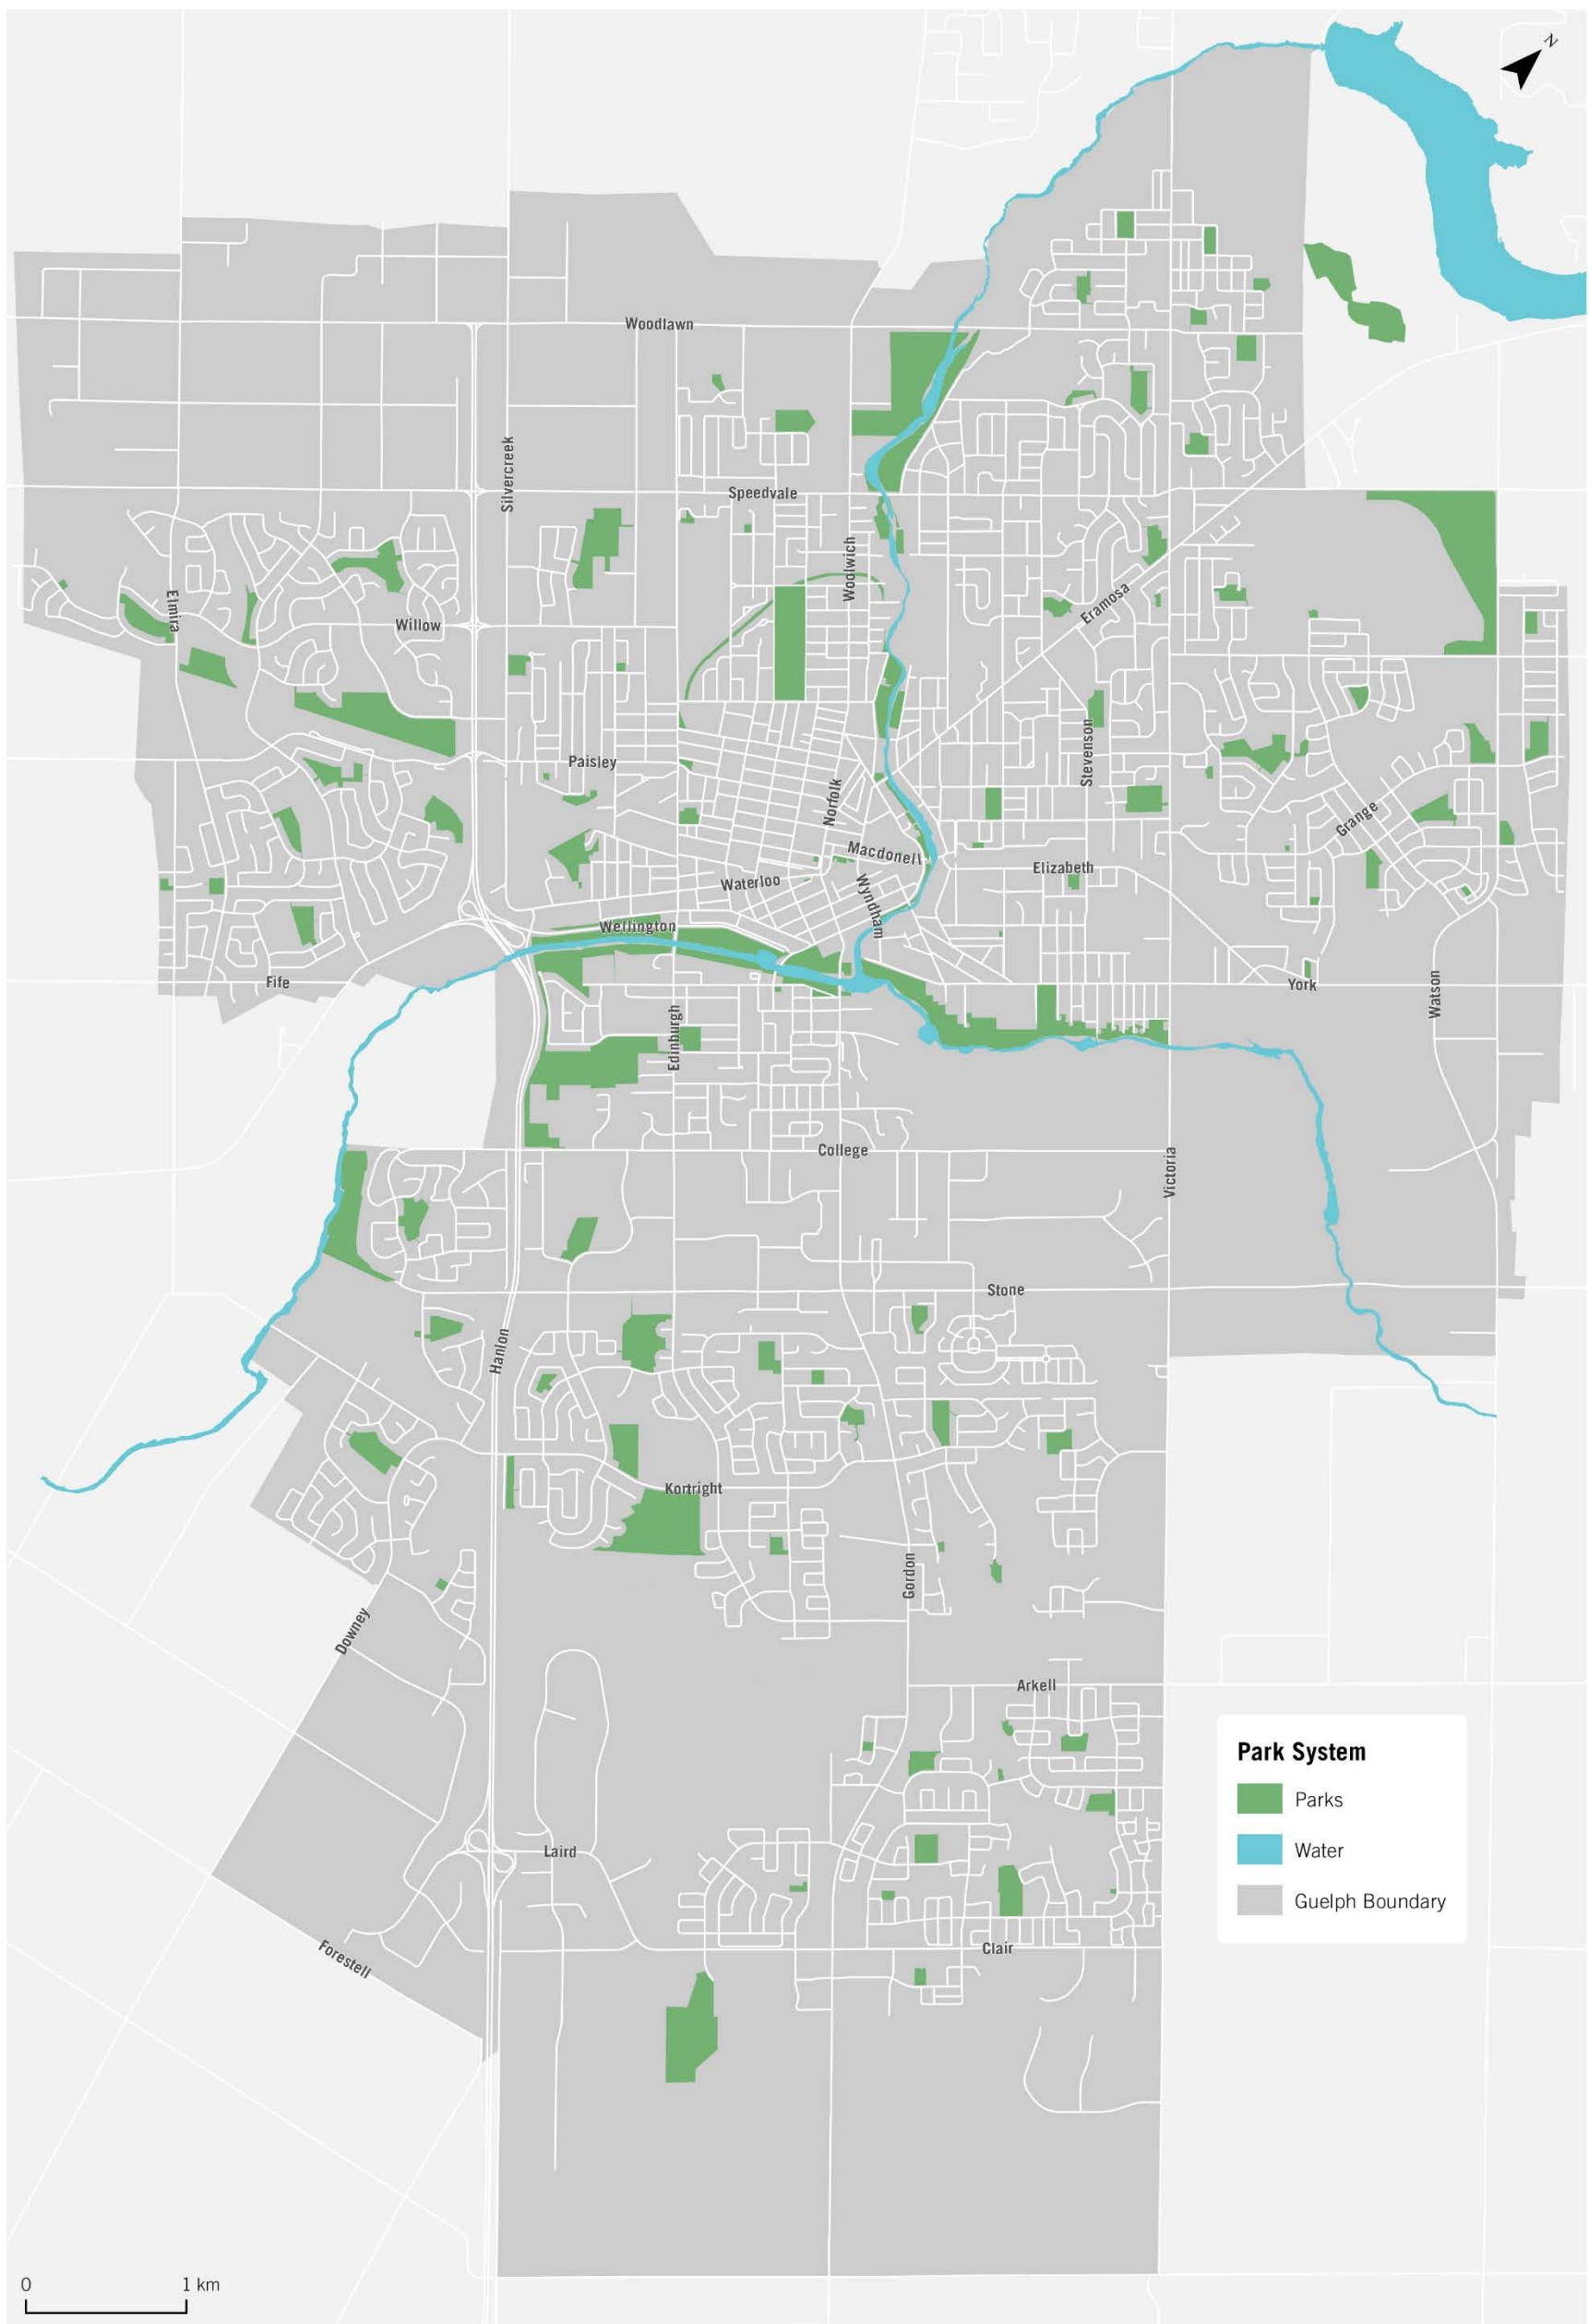 N
Woodlawn
Silvercreek
Speedvale
Woolwich
Elmira
Willow
Eramosa
Stevenson
Paisley
Norfolk
Grange
Macdonell
Elizabeth
Waterloo
Wyndham
Wellington
Fife
York
Watson
Edinburgh
College
Victoria
Stone
Hanlon
Kortright
Gordon
Downey
Arkell
Park System
Parks
Water
Guelph Boundary
Laird
Clair
Forestell
0 1 km